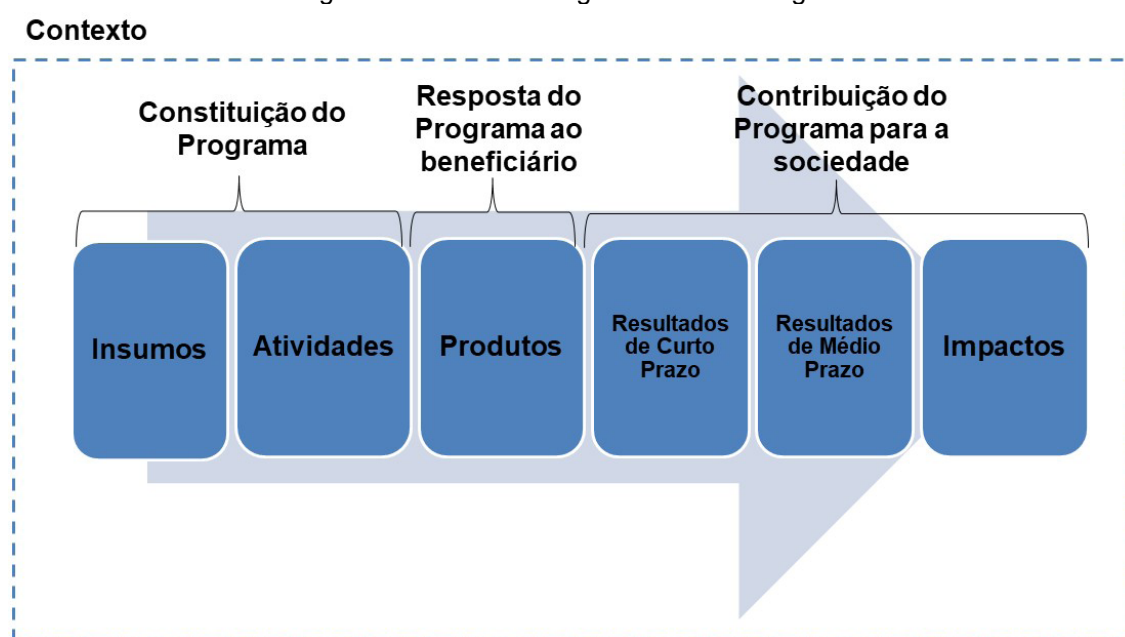 Contexto
Constituição do
Programa
Resposta do
Programa ao
beneficiário
Contribuição do
Programa para a
sociedade
Insumos
Atividades
Produtos
Resultados
de Curto
Prazo
Resultados
de Médio
Prazo
Impactos